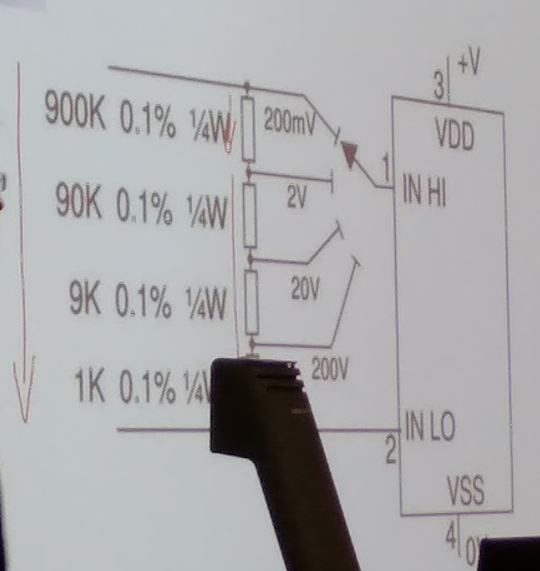 3 +V
900K 0.1% ¼W
200mV
VDD
1
IN HI
90K 0.1% ¼W
2V
9K 0.1% ¼W
20V
200V
1K 0.1% ¼
IN LO
2
VSS
4